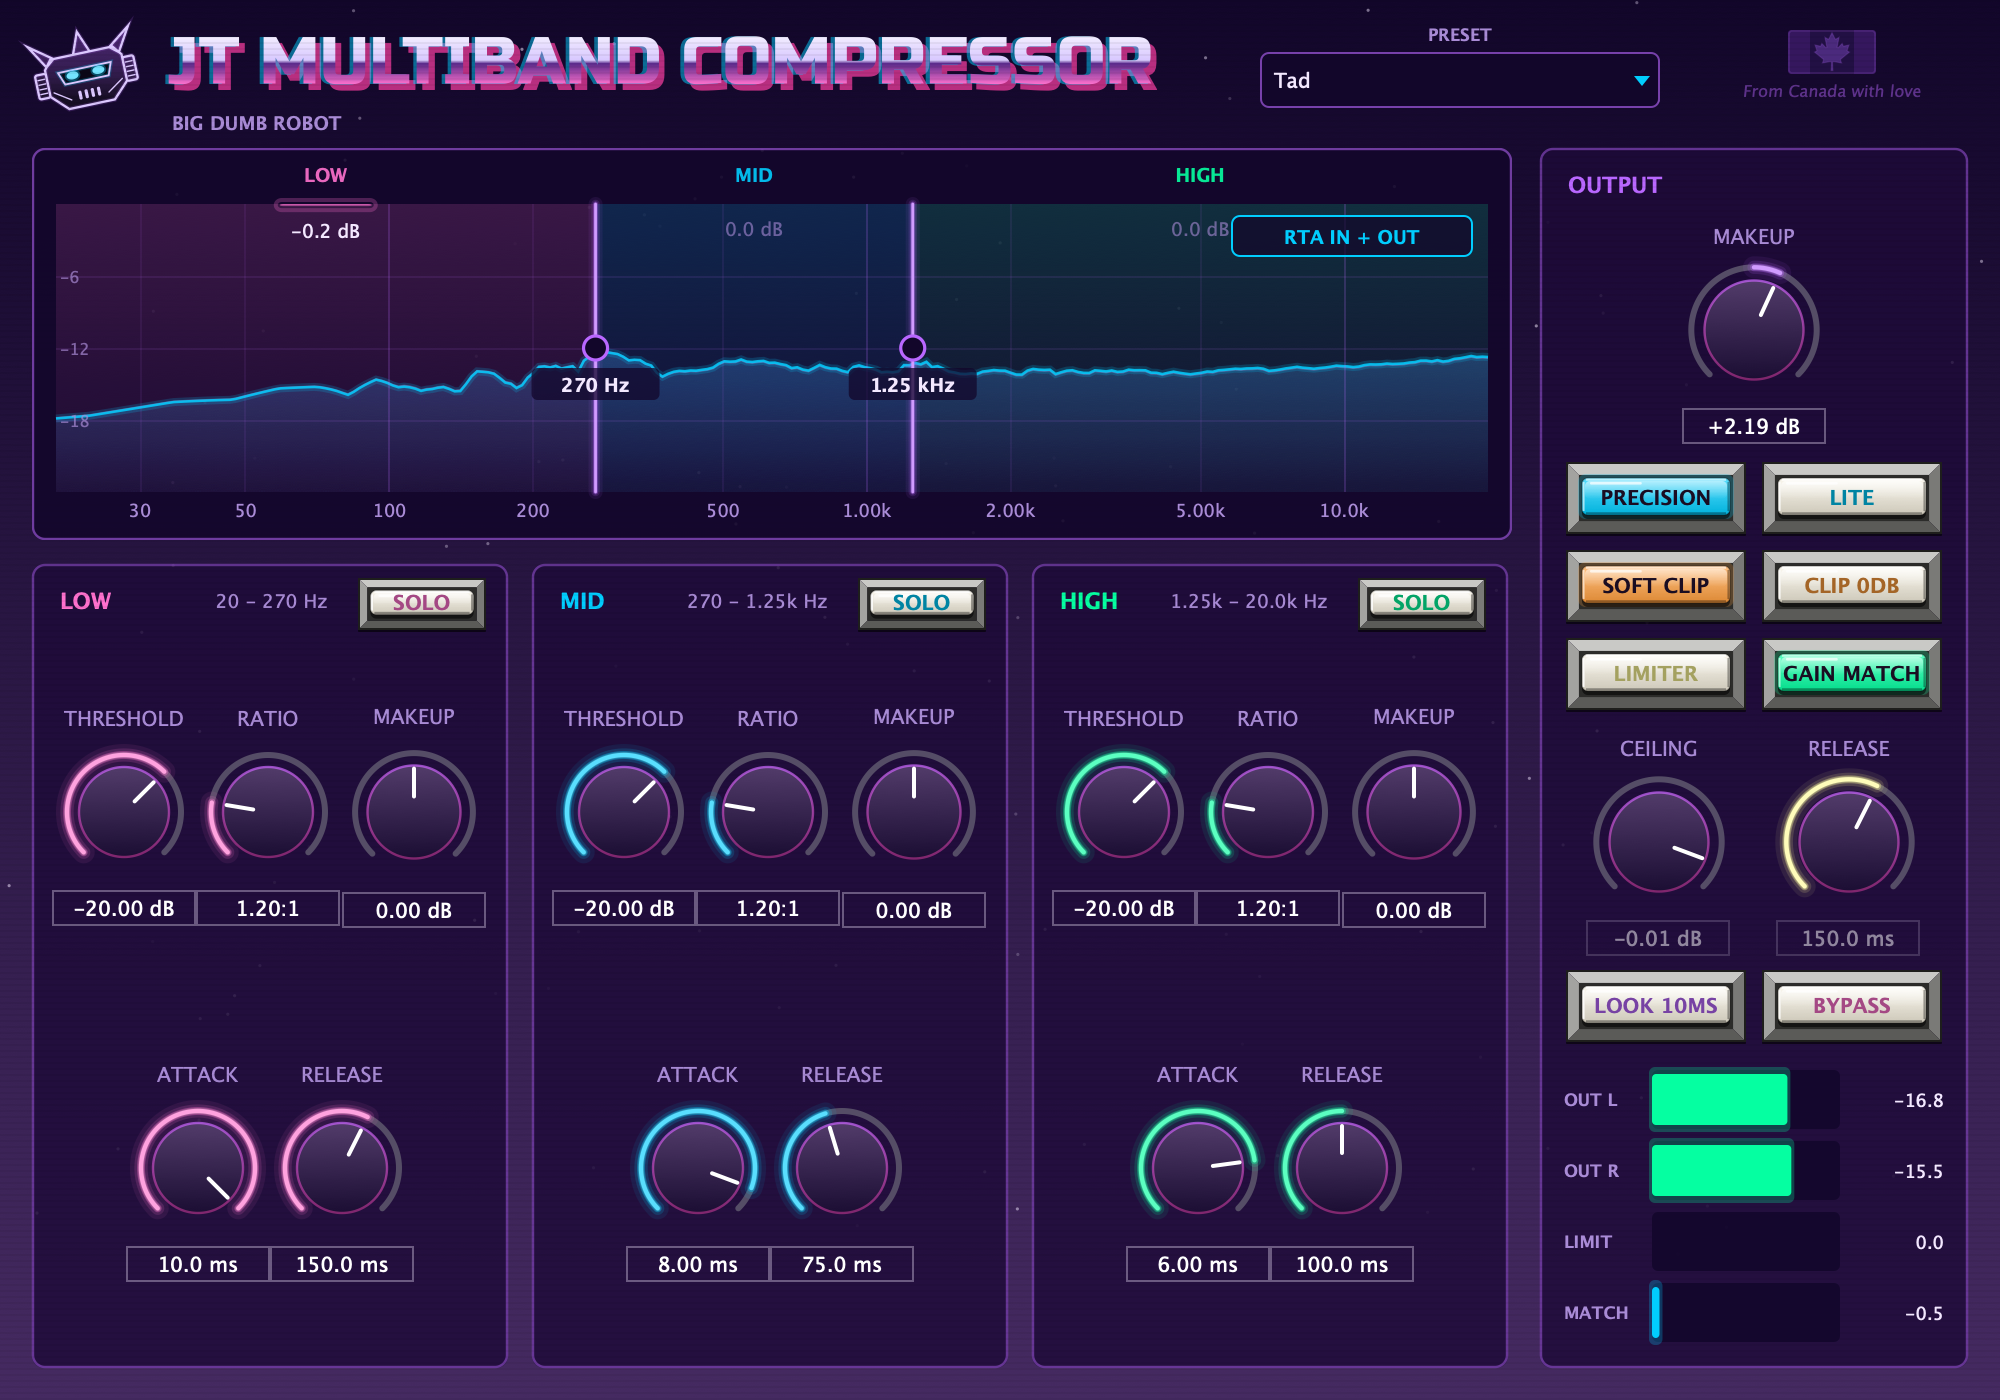 JT MULTIBAND COMPRESSOR
BIG DUMB ROBOT
PRESET
Tad
From Canada with love
LOW MID HIGH
−0.2 dB 0.0 dB 0.0 dB
RTA IN + OUT
−6
−12
−18
270 Hz 1.25 kHz
30 50 100 200 500 1.00k 2.00k 5.00k 10.0k
LOW 20 – 270 Hz SOLO
THRESHOLD RATIO MAKEUP
−20.00 dB 1.20:1 0.00 dB
ATTACK RELEASE
10.0 ms 150.0 ms
MID 270 – 1.25k Hz SOLO
THRESHOLD RATIO MAKEUP
−20.00 dB 1.20:1 0.00 dB
ATTACK RELEASE
8.00 ms 75.0 ms
HIGH 1.25k – 20.0k Hz SOLO
THRESHOLD RATIO MAKEUP
−20.00 dB 1.20:1 0.00 dB
ATTACK RELEASE
6.00 ms 100.0 ms
OUTPUT
MAKEUP
+2.19 dB
PRECISION LITE
SOFT CLIP CLIP 0DB
LIMITER GAIN MATCH
CEILING RELEASE
−0.01 dB 150.0 ms
LOOK 10MS BYPASS
OUT L −16.8
OUT R −15.5
LIMIT 0.0
MATCH −0.5